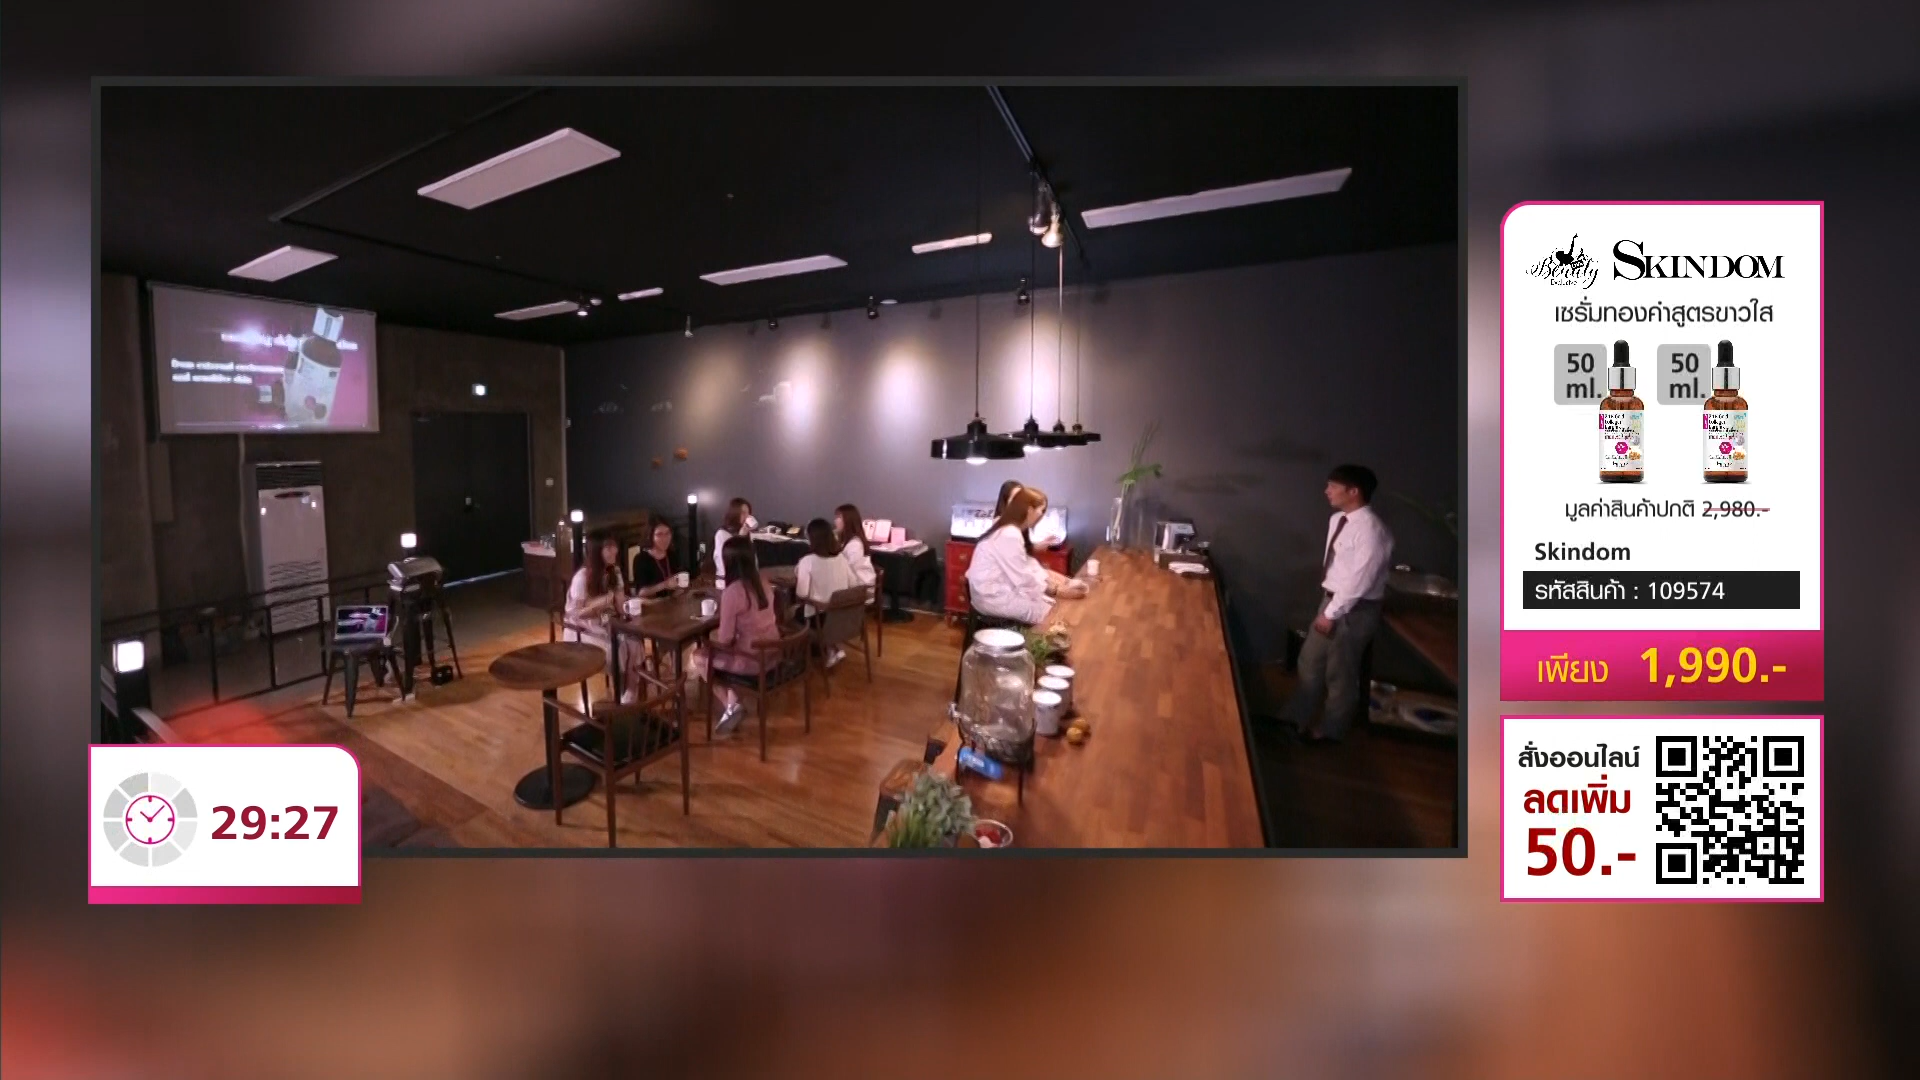 Beauty
Exclusive
SKINDOM
เซรั่มทองคำสูตรขาวใส
50 ml.
50 ml.
มูลค่าสินค้าปกติ 2,980.-
Skindom
รหัสสินค้า : 109574
เพียง 1,990.-
สั่งออนไลน์
ลดเพิ่ม
50.-
29:27